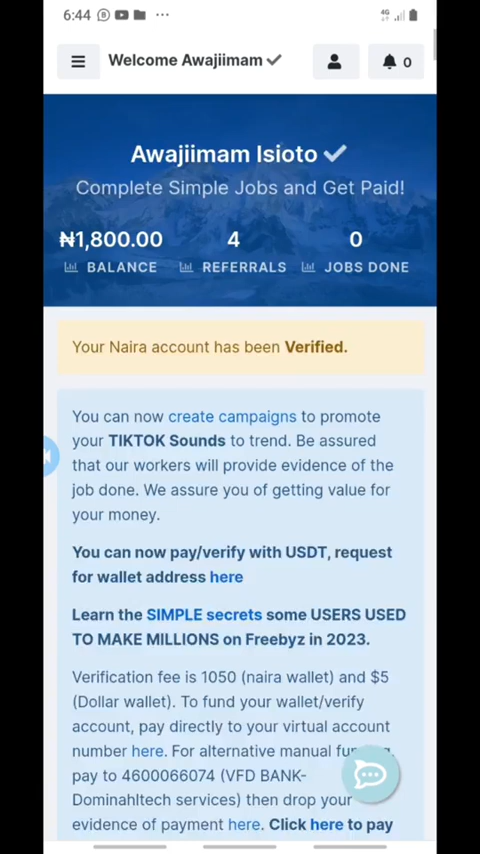 6:44
4G
Welcome Awajiimam
0
Awajiimam Isioto
Complete Simple Jobs and Get Paid!
₦1,800.00 4 0
BALANCE REFERRALS JOBS DONE
Your Naira account has been Verified.
You can now create campaigns to promote
your TIKTOK Sounds to trend. Be assured
that our workers will provide evidence of the
job done. We assure you of getting value for
your money.
You can now pay/verify with USDT, request
for wallet address here
Learn the SIMPLE secrets some USERS USED
TO MAKE MILLIONS on Freebyz in 2023.
Verification fee is 1050 (naira wallet) and $5
(Dollar wallet). To fund your wallet/verify
account, pay directly to your virtual account
number here. For alternative manual
pay to 4600066074 (VFD BANK-
Dominahltech services) then drop your
evidence of payment here. Click here to pay